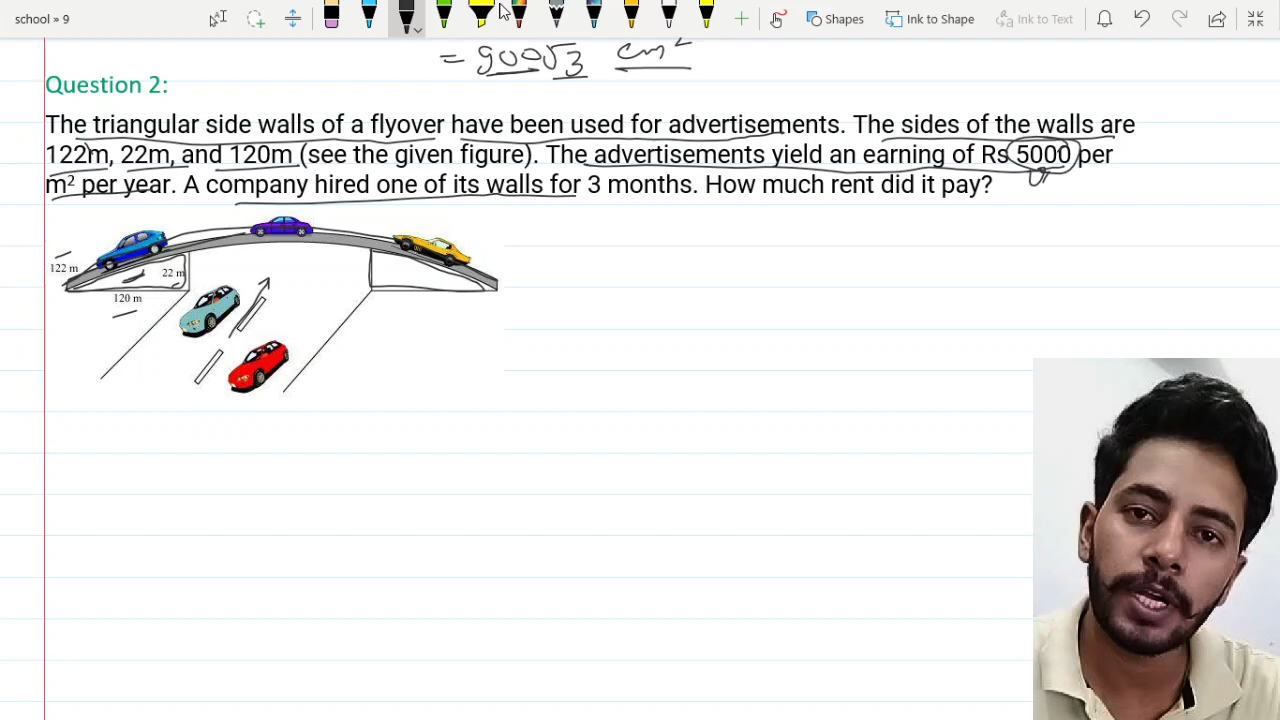 school » 9
Shapes
Ink to Shape
Ink to Text
= 900√3 cm²
Question 2:
The triangular side walls of a flyover have been used for advertisements. The sides of the walls are
122m, 22m, and 120m (see the given figure). The advertisements yield an earning of Rs 5000 per
m² per year. A company hired one of its walls for 3 months. How much rent did it pay?
122 m
22 m
120 m